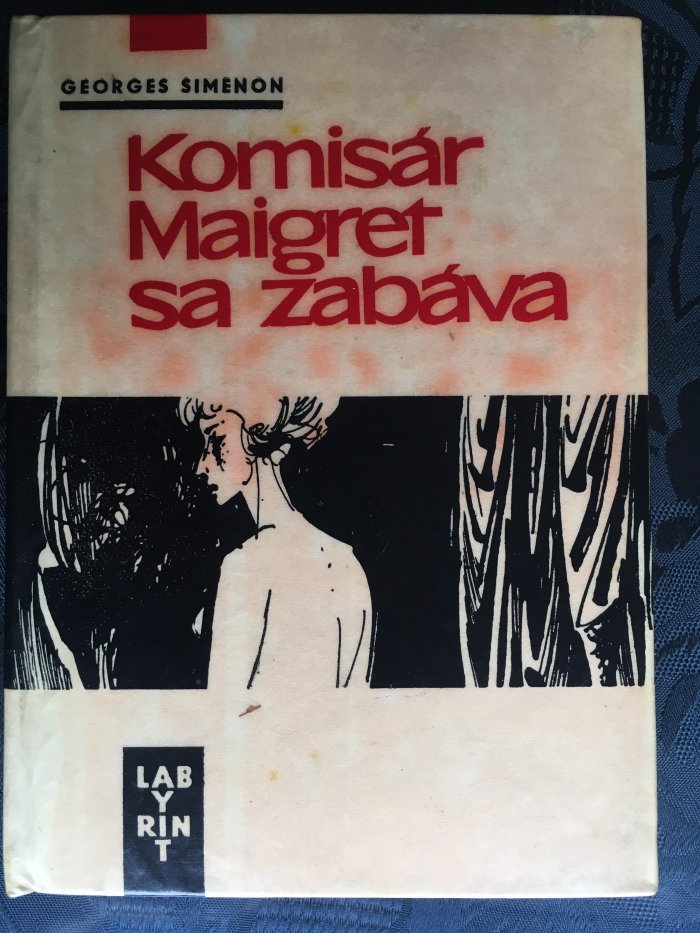 GEORGES SIMENON
Komisár
Maigret
sa zabáva
LAB
Y
RIN
T